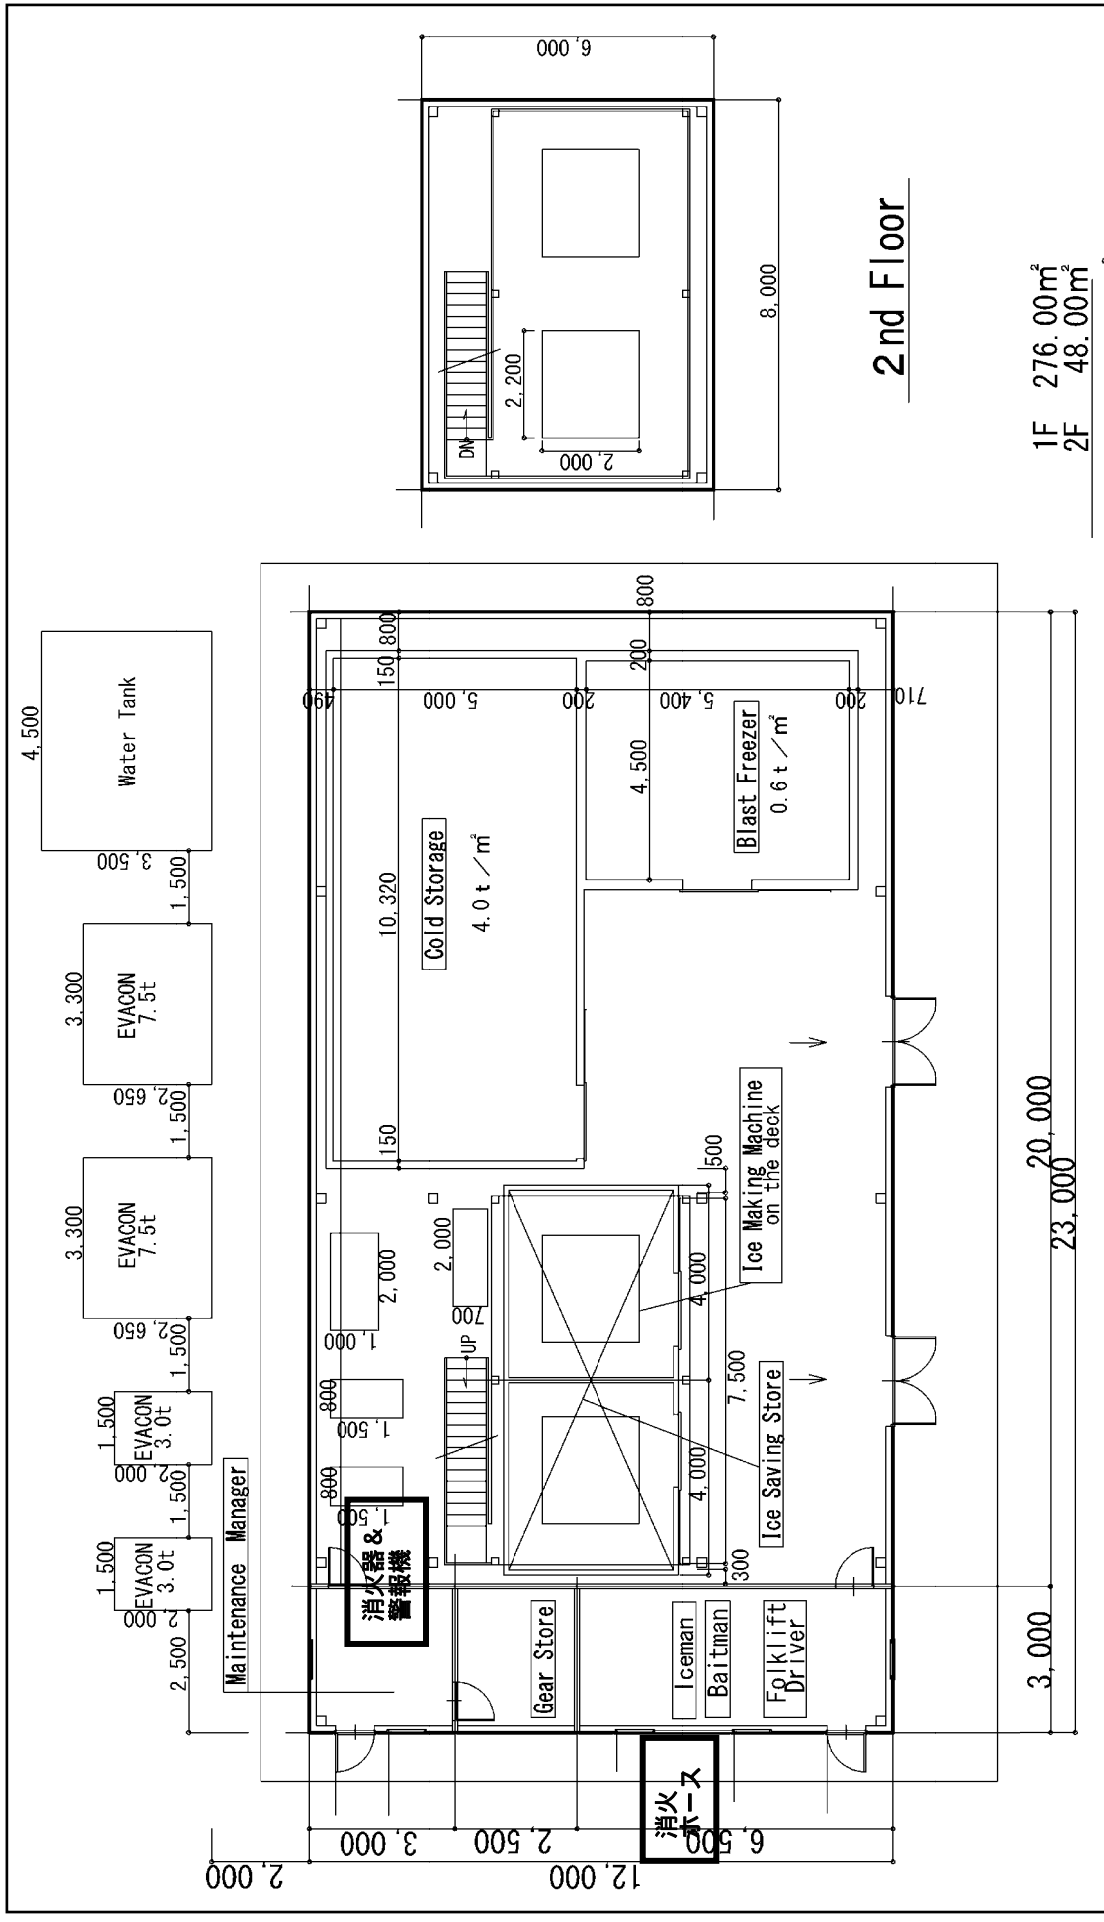 4,500
Water Tank
3,500
1,500
3,300
EVACON
7.5t
2,650
1,500
3,300
EVACON
7.5t
2,650
1,500
1,500
EVACON
3.0t
2,000
1,500
1,500
EVACON
3.0t
2,000
2,500
Maintenance Manager
消火器&
警報機
800
1,500
800
1,500
1,000
2,000
2,000
700
UP
490
150
800
5,000
10,320
150
Cold Storage
4.0t/㎡
200
200
800
4,500
5,400
Blast Freezer
0.6t/㎡
200
710
500
Ice Making Machine
on the deck
4,000
7,500
4,000
300
Ice Saving Store
Gear Store
Iceman
Baitman
Folklift
Driver
消火
ホース
2,000
3,000
2,500
6,500
12,000
3,000
20,000
23,000
6,000
DN
2,200
2,000
8,000
2nd Floor
1F 276.00㎡
2F 48.00㎡